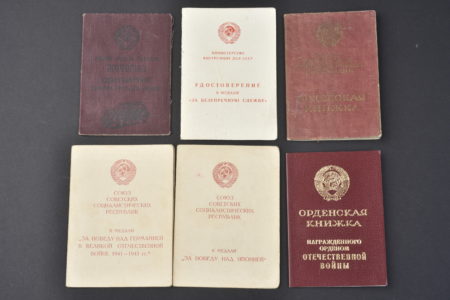 МИНИСТЕРСТВО
ВНУТРЕННИХ ДЕЛ СССР
УДОСТОВЕРЕНИЕ
К МЕДАЛИ
„ЗА БЕЗУПРЕЧНУЮ СЛУЖБУ"
ОРДЕНСКАЯ
КНИЖКА
СОЮЗ
СОВЕТСКИХ
СОЦИАЛИСТИЧЕСКИХ
РЕСПУБЛИК
К МЕДАЛИ
„ЗА ПОБЕДУ НАД ГЕРМАНИЕЙ
В ВЕЛИКОЙ ОТЕЧЕСТВЕННОЙ
ВОЙНЕ 1941—1945 гг."
СОЮЗ
СОВЕТСКИХ
СОЦИАЛИСТИЧЕСКИХ
РЕСПУБЛИК
К МЕДАЛИ
„ЗА ПОБЕДУ НАД ЯПОНИЕЙ"
ОРДЕНСКАЯ
КНИЖКА
НАГРАЖДЕННОГО
ОРДЕНОМ
ОТЕЧЕСТВЕННОЙ
ВОЙНЫ